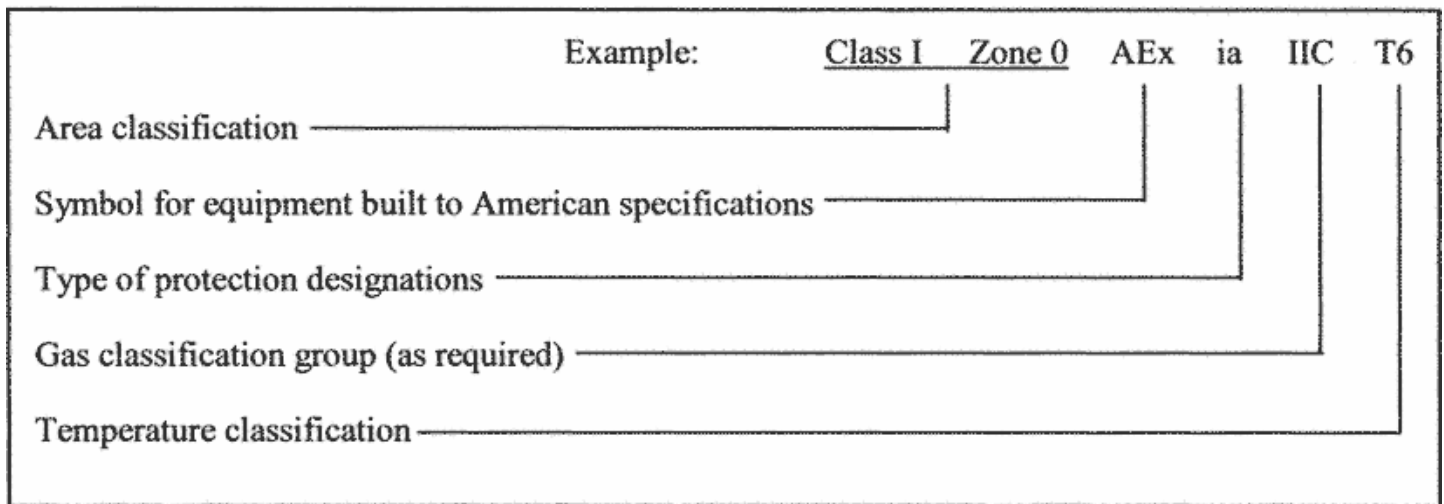 Example: Class I Zone 0 AEx ia IIC T6
Area classification
Symbol for equipment built to American specifications
Type of protection designations
Gas classification group (as required)
Temperature classification